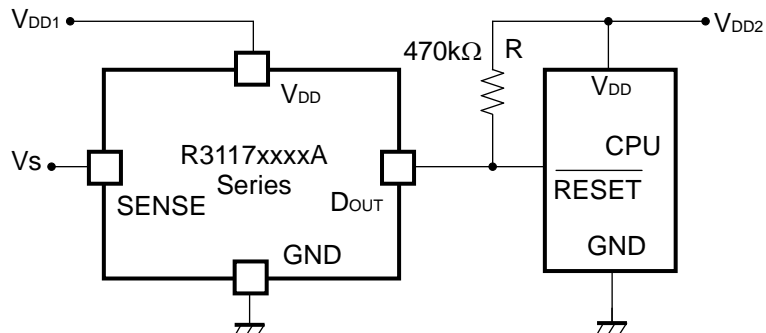 VDD1
VDD2
470kΩ R
VDD
VDD
Vs
R3117xxxxA
Series
CPU
SENSE
DOUT
RESET
GND
GND